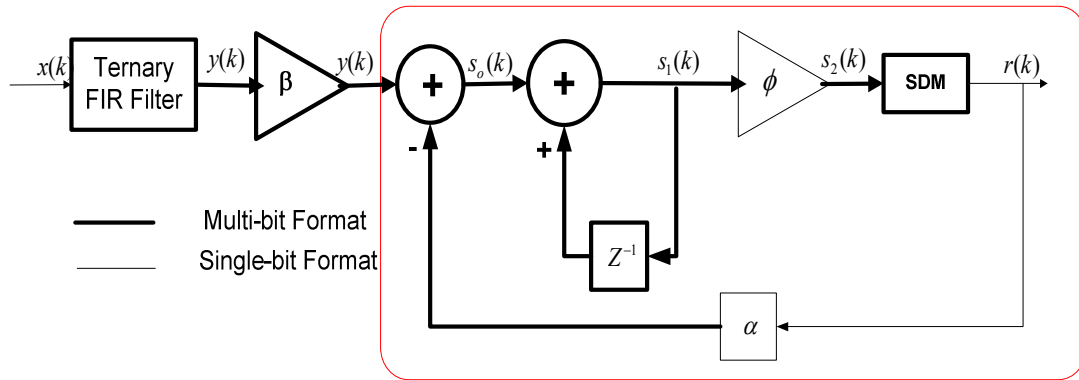 x(k)
Ternary
FIR Filter
y(k)
β
y(k)
+
s_o(k)
+
s_1(k)
ϕ
s_2(k)
SDM
r(k)
-
+
Z^{-1}
α
Multi-bit Format
Single-bit Format